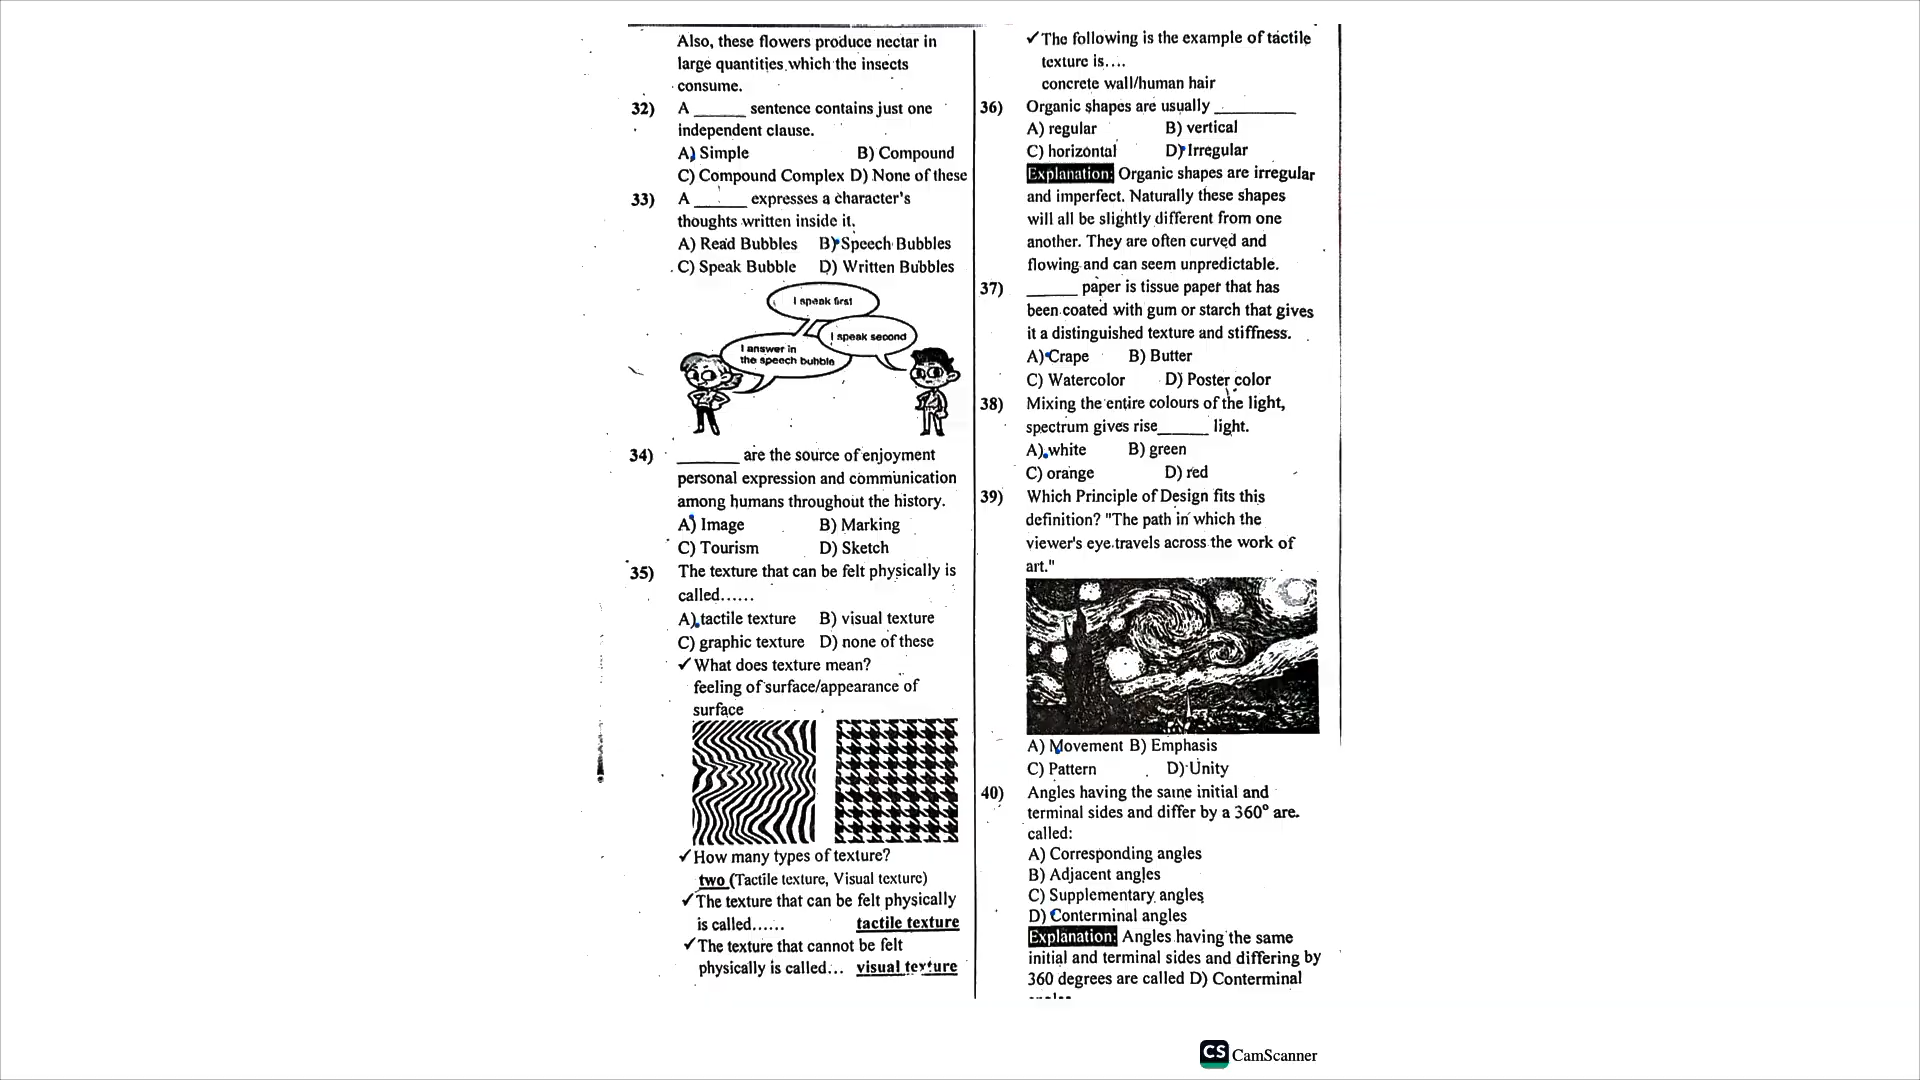 Also, these flowers produce nectar in
large quantities which the insects
consume.
32) A ______ sentence contains just one
independent clause.
A) Simple B) Compound
C) Compound Complex D) None of these
33) A ______ expresses a character's
thoughts written inside it.
A) Read Bubbles B) Speech Bubbles
C) Speak Bubble D) Written Bubbles
I speak first
I speak second
I answer in
the speech bubble
34) _______ are the source of enjoyment
personal expression and communication
among humans throughout the history.
A) Image B) Marking
C) Tourism D) Sketch
35) The texture that can be felt physically is
called......
A) tactile texture B) visual texture
C) graphic texture D) none of these
✓What does texture mean?
feeling of surface/appearance of
surface
✓How many types of texture?
two (Tactile texture, Visual texture)
✓The texture that can be felt physically
is called...... tactile texture
✓The texture that cannot be felt
physically is called... visual texture
✓The following is the example of tactile
texture is....
concrete wall/human hair
36) Organic shapes are usually _________
A) regular B) vertical
C) horizontal D) Irregular
Explanation: Organic shapes are irregular
and imperfect. Naturally these shapes
will all be slightly different from one
another. They are often curved and
flowing and can seem unpredictable.
37) ______ paper is tissue paper that has
been coated with gum or starch that gives
it a distinguished texture and stiffness.
A) Crape B) Butter
C) Watercolor D) Poster color
38) Mixing the entire colours of the light,
spectrum gives rise______ light.
A) white B) green
C) orange D) red
39) Which Principle of Design fits this
definition? "The path in which the
viewer's eye travels across the work of
art."
A) Movement B) Emphasis
C) Pattern D) Unity
40) Angles having the same initial and
terminal sides and differ by a 360° are.
called:
A) Corresponding angles
B) Adjacent angles
C) Supplementary angles
D) Conterminal angles
Explanation: Angles having the same
initial and terminal sides and differing by
360 degrees are called D) Conterminal
CS CamScanner